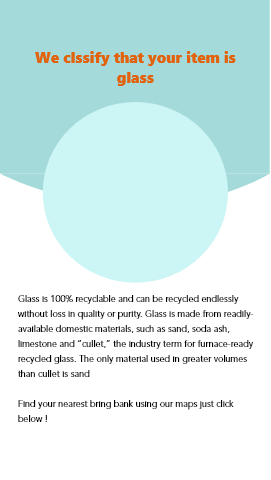 We clssify that your item is
glass
Glass is 100% recyclable and can be recycled endlessly
without loss in quality or purity. Glass is made from readily-
available domestic materials, such as sand, soda ash,
limestone and “cullet,” the industry term for furnace-ready
recycled glass. The only material used in greater volumes
than cullet is sand
Find your nearest bring bank using our maps just click
below !